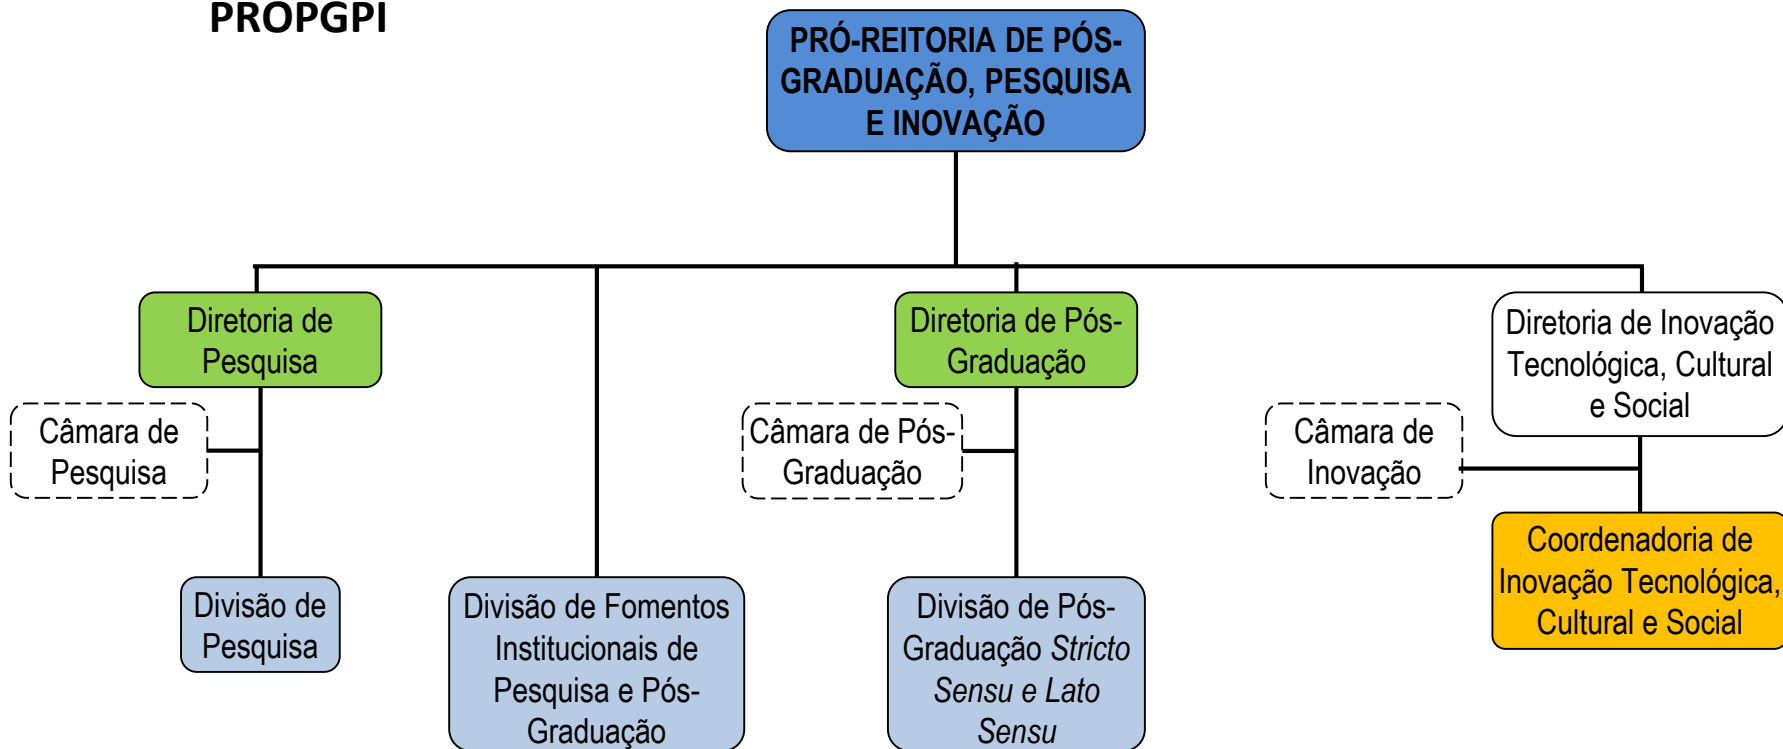 PROPGPI
PRÓ-REITORIA DE PÓS-
GRADUAÇÃO, PESQUISA
E INOVAÇÃO
Diretoria de
Pesquisa
Diretoria de Pós-
Graduação
Diretoria de Inovação
Tecnológica, Cultural
e Social
Câmara de
Pesquisa
Câmara de Pós-
Graduação
Câmara de
Inovação
Coordenadoria de
Inovação Tecnológica,
Cultural e Social
Divisão de
Pesquisa
Divisão de Fomentos
Institucionais de
Pesquisa e Pós-
Graduação
Divisão de Pós-
Graduação Stricto
Sensu e Lato
Sensu